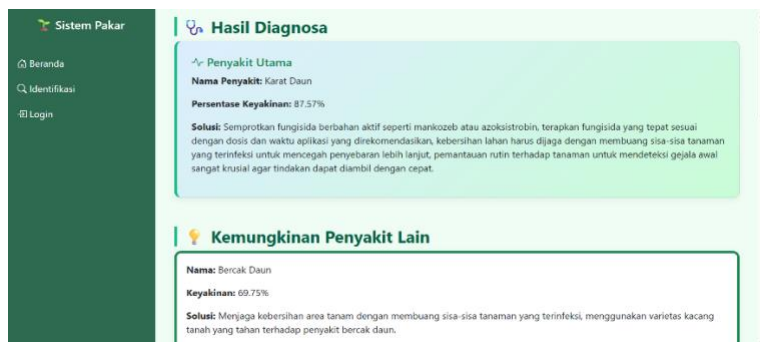 Sistem Pakar
Beranda
Identifikasi
Login
Hasil Diagnosa
Penyakit Utama
Nama Penyakit: Karat Daun
Persentase Keyakinan: 87.57%
Solusi: Semprotkan fungisida berbahan aktif seperti mankozeb atau azoksistrobin, terapkan fungisida yang tepat sesuai
dengan dosis dan waktu aplikasi yang direkomendasikan, kebersihan lahan harus dijaga dengan membuang sisa-sisa tanaman
yang terinfeksi untuk mencegah penyebaran lebih lanjut, pemantauan rutin terhadap tanaman untuk mendeteksi gejala awal
sangat krusial agar tindakan dapat diambil dengan cepat.
Kemungkinan Penyakit Lain
Nama: Bercak Daun
Keyakinan: 69.75%
Solusi: Menjaga kebersihan area tanam dengan membuang sisa-sisa tanaman yang terinfeksi, menggunakan varietas kacang
tanah yang tahan terhadap penyakit bercak daun.